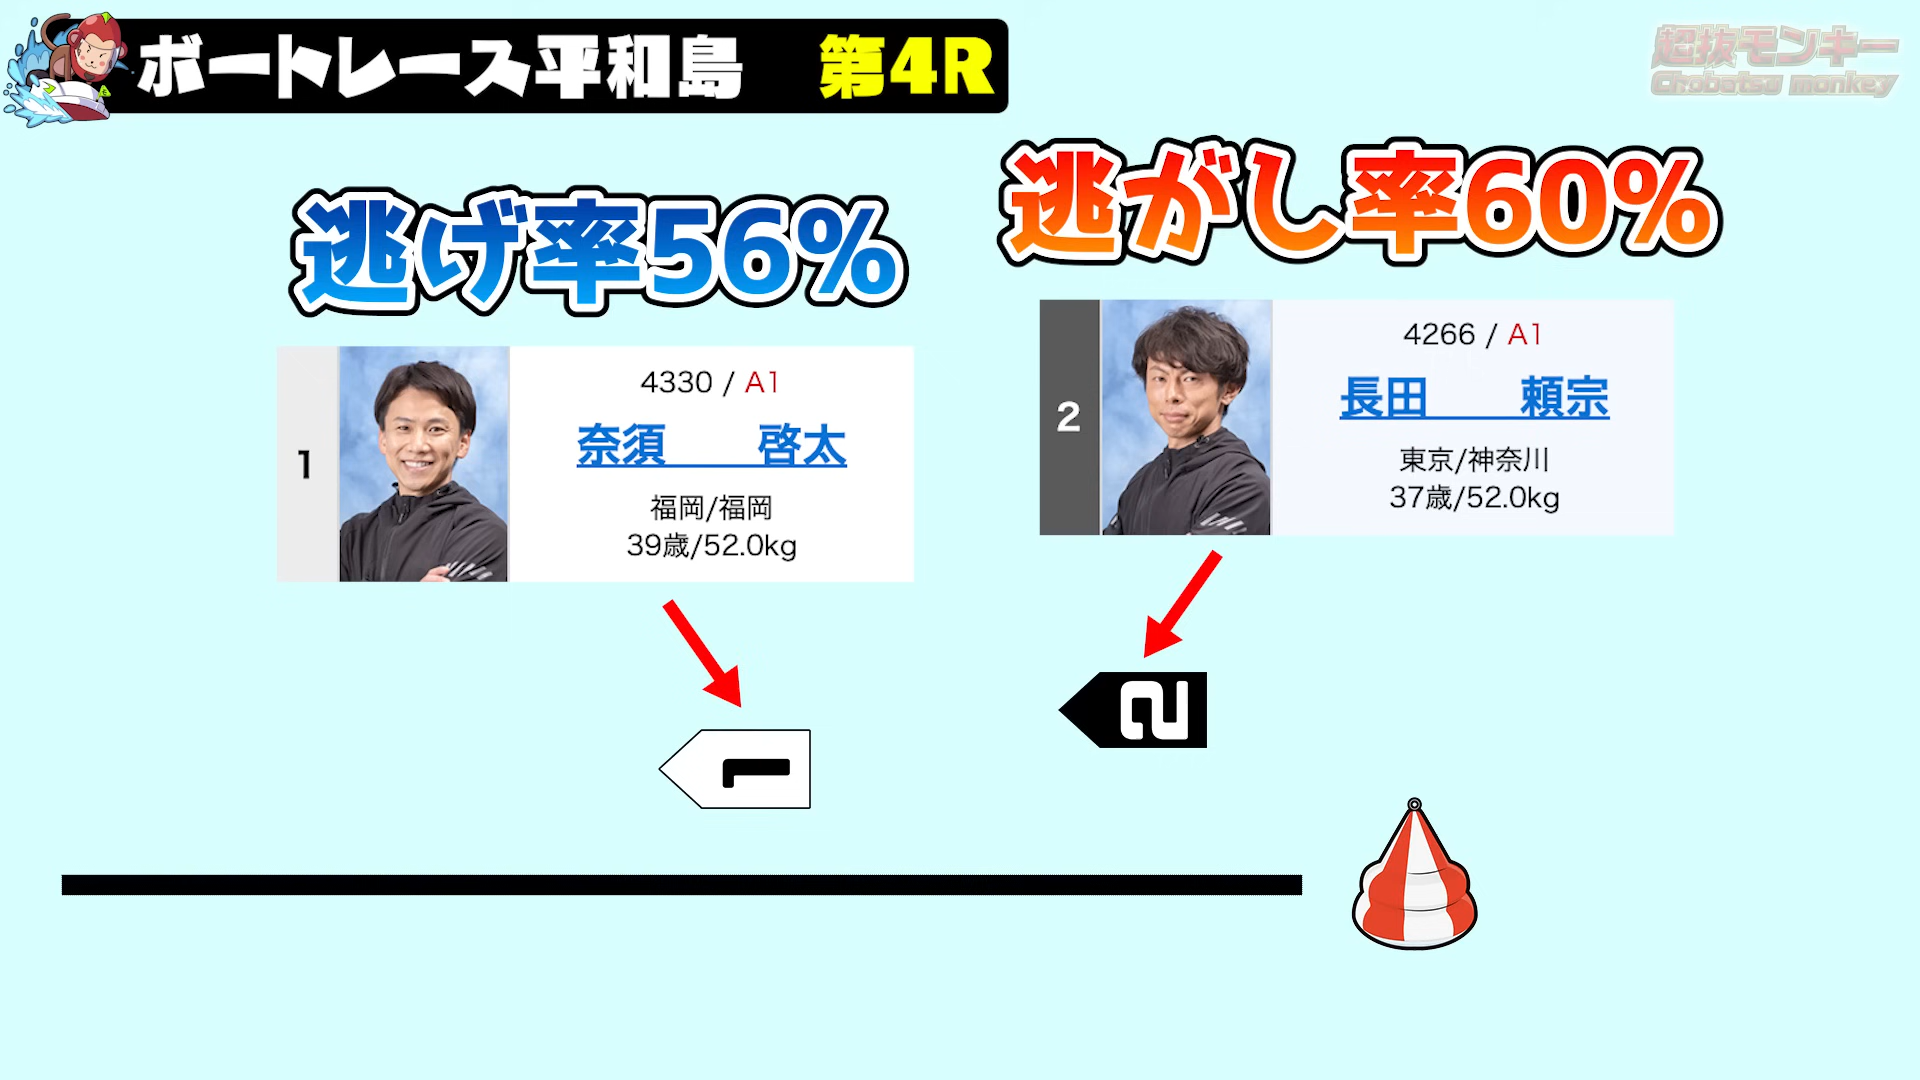 ボートレース平和島 第4R
超抜モンキー
Chobatsu monkey
逃げ率56%
逃がし率60%
1
4330 / A1
奈須 啓太
福岡/福岡
39歳/52.0kg
2
4266 / A1
長田 頼宗
東京/神奈川
37歳/52.0kg
1
2